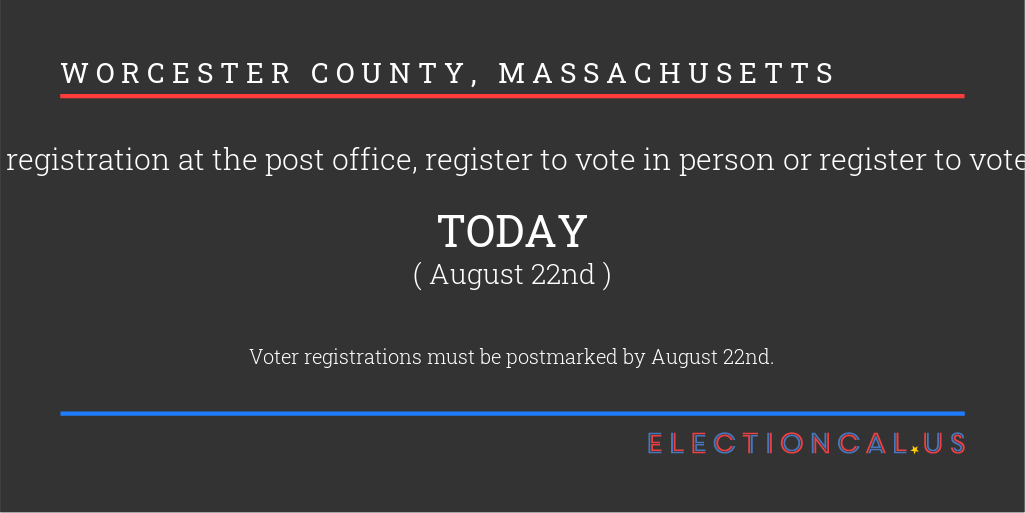 WORCESTER COUNTY, MASSACHUSETTS
registration at the post office, register to vote in person or register to vote
TODAY
( August 22nd )
Voter registrations must be postmarked by August 22nd.
ELECTIONCAL.US